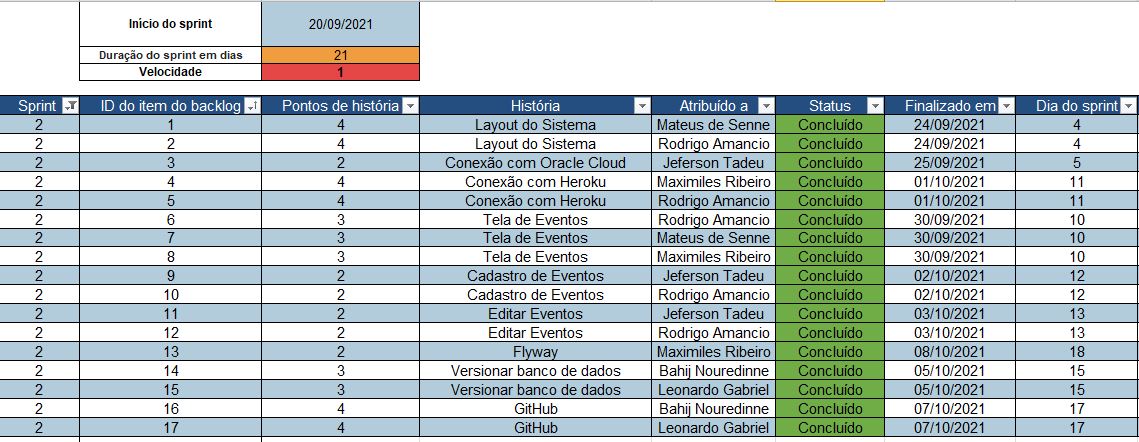 Início do sprint 20/09/2021
Duração do sprint em dias 21
Velocidade 1
Sprint ID do item do backlog Pontos de história História Atribuído a Status Finalizado em Dia do sprint
2 1 4 Layout do Sistema Mateus de Senne Concluído 24/09/2021 4
2 2 4 Layout do Sistema Rodrigo Amancio Concluído 24/09/2021 4
2 3 2 Conexão com Oracle Cloud Jeferson Tadeu Concluído 25/09/2021 5
2 4 4 Conexão com Heroku Maximiles Ribeiro Concluído 01/10/2021 11
2 5 4 Conexão com Heroku Rodrigo Amancio Concluído 01/10/2021 11
2 6 3 Tela de Eventos Rodrigo Amancio Concluído 30/09/2021 10
2 7 3 Tela de Eventos Mateus de Senne Concluído 30/09/2021 10
2 8 3 Tela de Eventos Maximiles Ribeiro Concluído 30/09/2021 10
2 9 2 Cadastro de Eventos Jeferson Tadeu Concluído 02/10/2021 12
2 10 2 Cadastro de Eventos Rodrigo Amancio Concluído 02/10/2021 12
2 11 2 Editar Eventos Jeferson Tadeu Concluído 03/10/2021 13
2 12 2 Editar Eventos Rodrigo Amancio Concluído 03/10/2021 13
2 13 2 Flyway Maximiles Ribeiro Concluído 08/10/2021 18
2 14 3 Versionar banco de dados Bahij Nouredinne Concluído 05/10/2021 15
2 15 3 Versionar banco de dados Leonardo Gabriel Concluído 05/10/2021 15
2 16 4 GitHub Bahij Nouredinne Concluído 07/10/2021 17
2 17 4 GitHub Leonardo Gabriel Concluído 07/10/2021 17